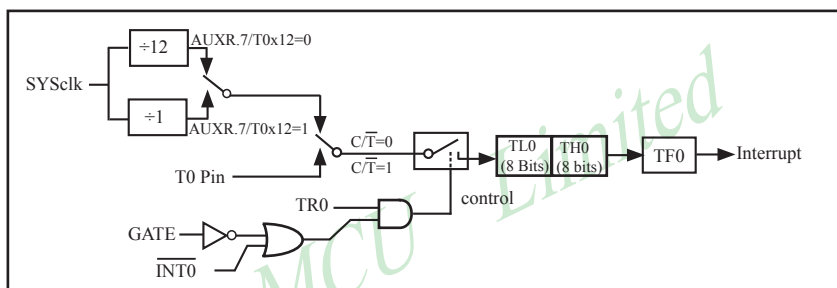 ÷12
AUXR.7/T0x12=0
SYSclk
÷1
AUXR.7/T0x12=1
C/T̅=0
C/T̅=1
T0 Pin
TL0
(8 Bits)
TH0
(8 bits)
TF0
Interrupt
TR0
control
GATE
I̅N̅T̅0̅
MCU Limited